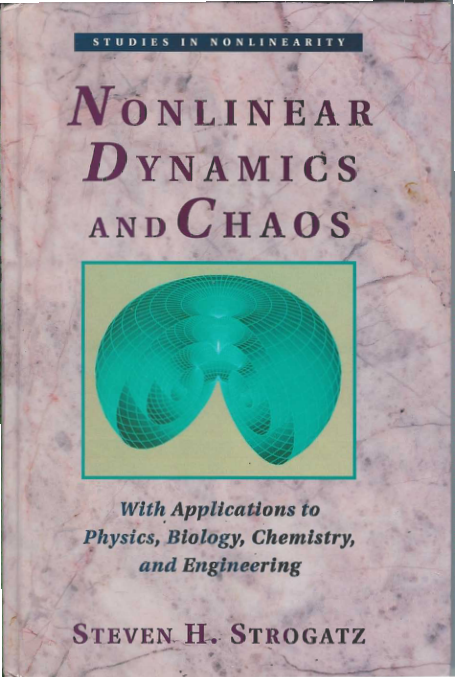 STUDIES IN NONLINEARITY
NONLINEAR
DYNAMICS
AND CHAOS
With Applications to
Physics, Biology, Chemistry,
and Engineering
STEVEN H. STROGATZ